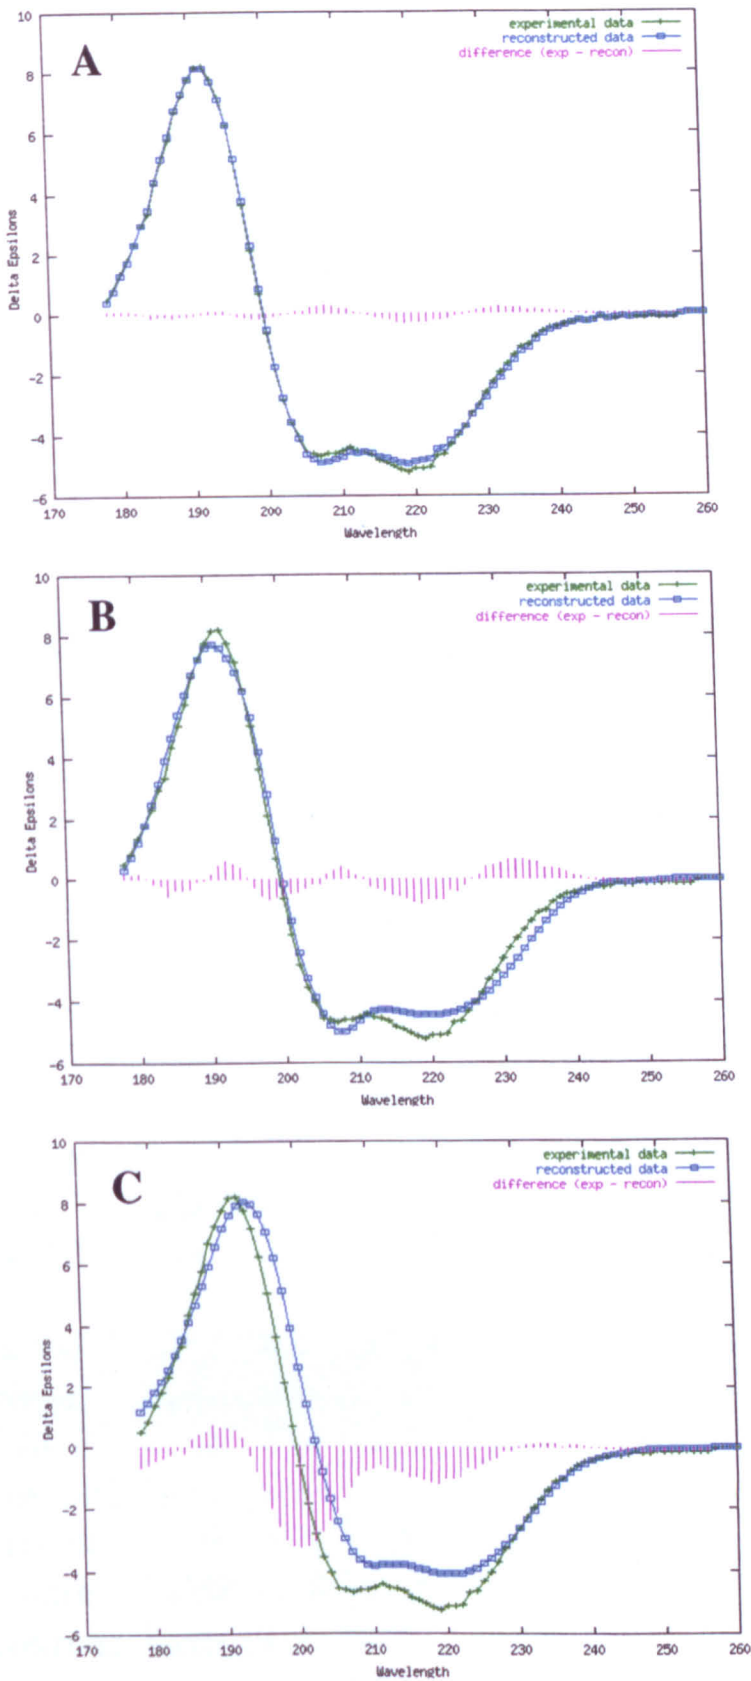 A
experimental data
reconstructed data
difference (exp - recon)
10
8
6
4
2
0
-2
-4
-6
Delta Epsilons
170 180 190 200 210 220 230 240 250 260
Wavelength
B
experimental data
reconstructed data
difference (exp - recon)
10
8
6
4
2
0
-2
-4
-6
Delta Epsilons
170 180 190 200 210 220 230 240 250 260
Wavelength
C
experimental data
reconstructed data
difference (exp - recon)
10
8
6
4
2
0
-2
-4
-6
Delta Epsilons
170 180 190 200 210 220 230 240 250 260
Wavelength